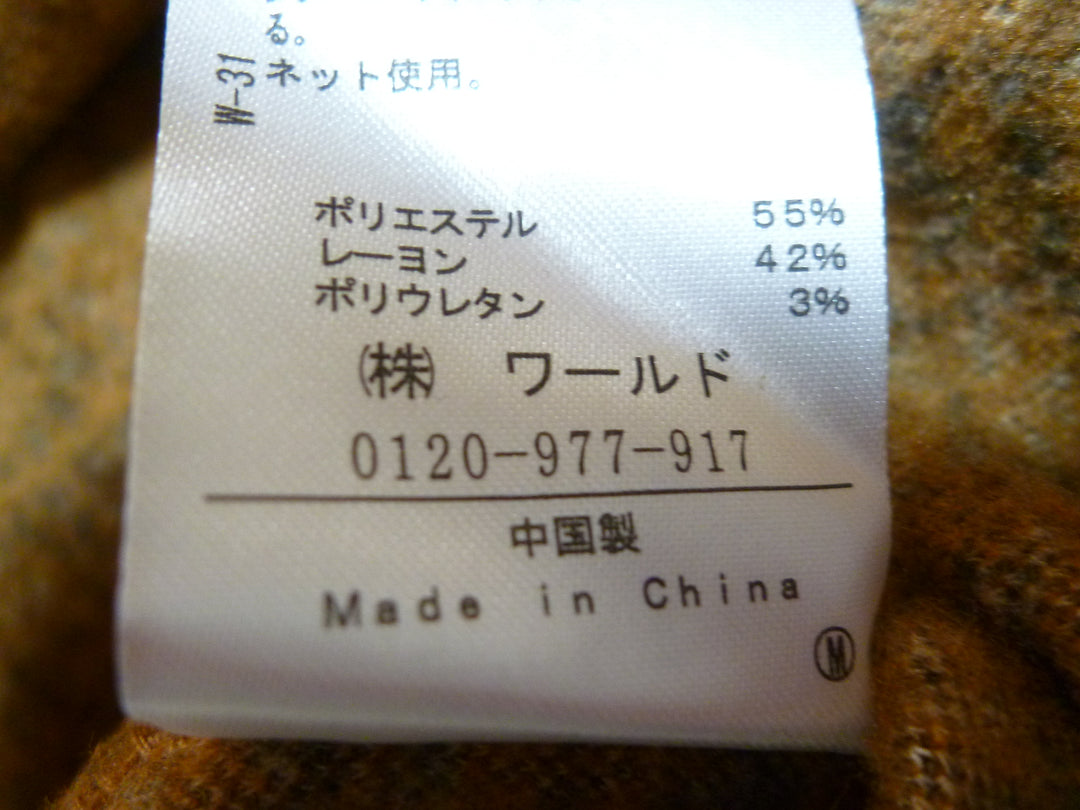 る。
ネット使用。
W-31
ポリエステル 55%
レーヨン 42%
ポリウレタン 3%
(株) ワールド
0120-977-917
中国製
Made in China
M